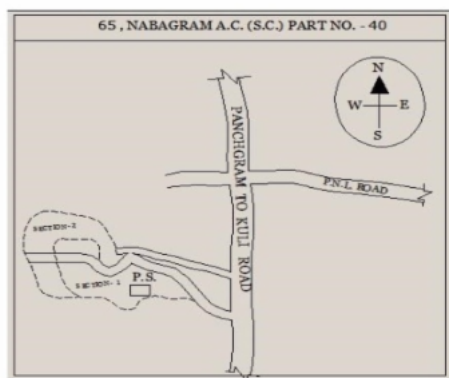 65, NABAGRAM A.C. (S.C.) PART NO. - 40
N
W E
S
PANCHGRAM TO KULI ROAD
P.N.L. ROAD
SECTION-2
P.S.
SECTION-1